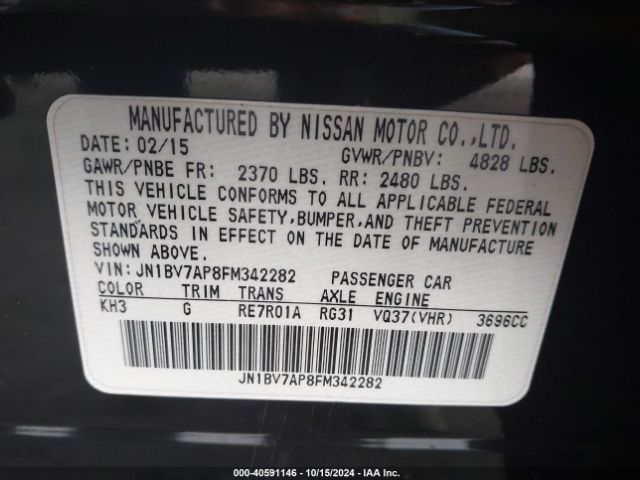 MANUFACTURED BY NISSAN MOTOR CO.,LTD.
DATE: 02/15 GVWR/PNBV: 4828 LBS.
GAWR/PNBE FR: 2370 LBS. RR: 2480 LBS.
THIS VEHICLE CONFORMS TO ALL APPLICABLE FEDERAL
MOTOR VEHICLE SAFETY,BUMPER,AND THEFT PREVENTION
STANDARDS IN EFFECT ON THE DATE OF MANUFACTURE
SHOWN ABOVE.
VIN: JN1BV7AP8FM342282 PASSENGER CAR
COLOR TRIM TRANS AXLE ENGINE
KH3 G RE7R01A RG31 VQ37(VHR) 3696CC
JN1BV7AP8FM342282
000-40591146 - 10/15/2024 - IAA Inc.